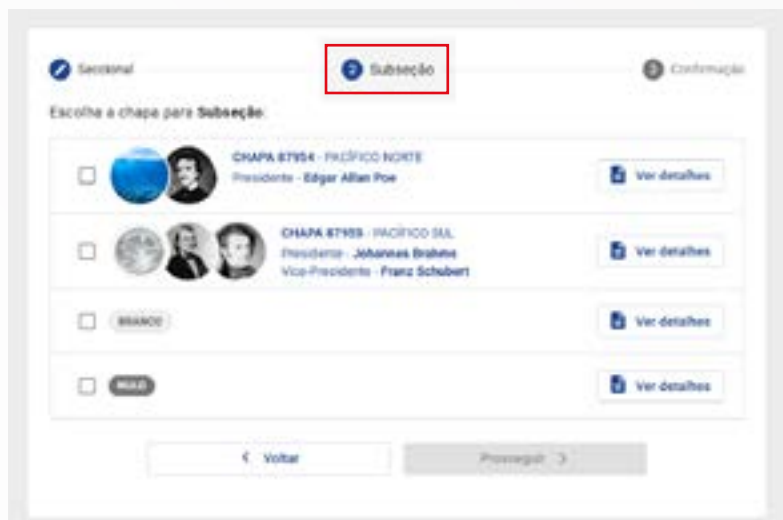 Seccional
2 Subseção
3 Confirmação
Escolha a chapa para Subseção:
CHAPA 87954 - PACÍFICO NORTE
Presidente - Edgar Allan Poe
Ver detalhes
CHAPA 87955 - PACÍFICO SUL
Presidente - Johannes Brahms
Vice-Presidente - Franz Schubert
Ver detalhes
BRANCO
Ver detalhes
NULO
Ver detalhes
Voltar
Prosseguir